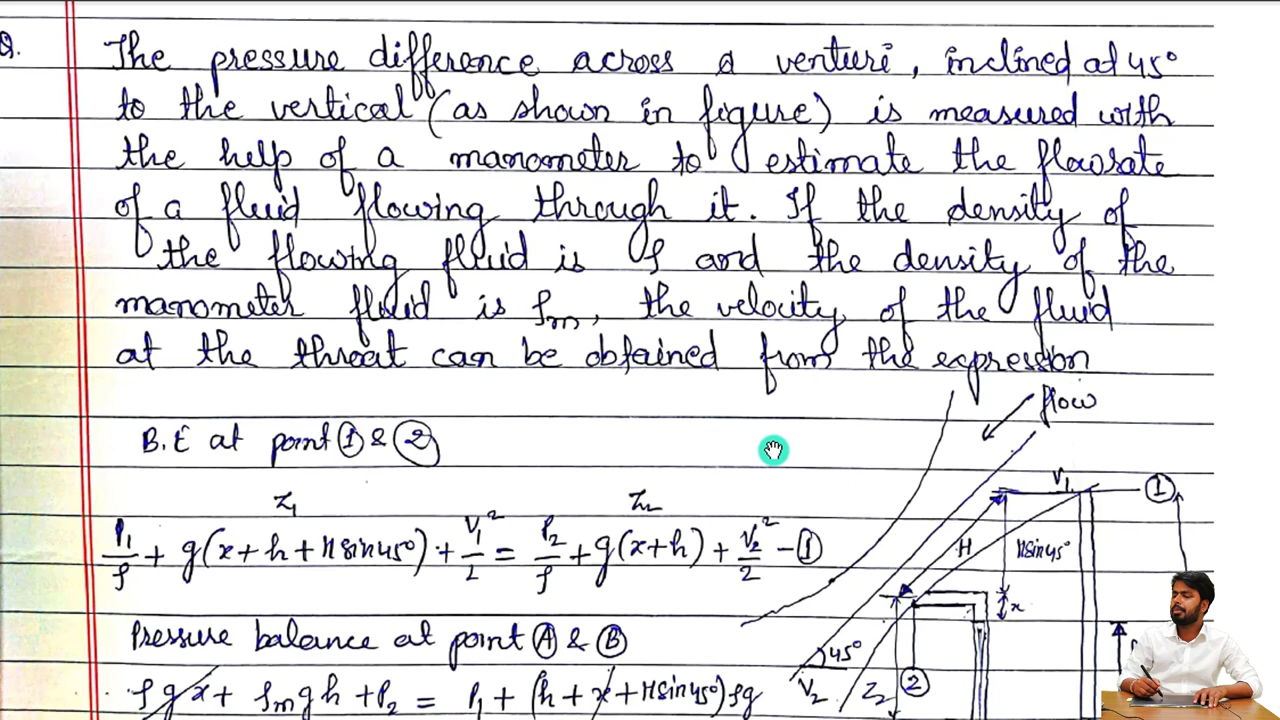 Q. The pressure difference across a venturi, inclined at 45°
to the vertical (as shown in figure) is measured with
the help of a manometer to estimate the flowrate
of a fluid flowing through it. If the density of
the flowing fluid is ρ and the density of the
manometer fluid is ρm, the velocity of the fluid
at the throat can be obtained from the expression
flow
B.E at point ① & ②
V1
①
Z1 Z2
P1/ρ + g(x+h+Hsin45°) + V1²/2 = P2/ρ + g(x+h) + V2²/2 - ①
H
Hsin45°
x
Pressure balance at point Ⓐ & Ⓑ
45°
V2
Z2
②
ρgx + ρm gh + P2 = P1 + (h + x + Hsin45°)ρg